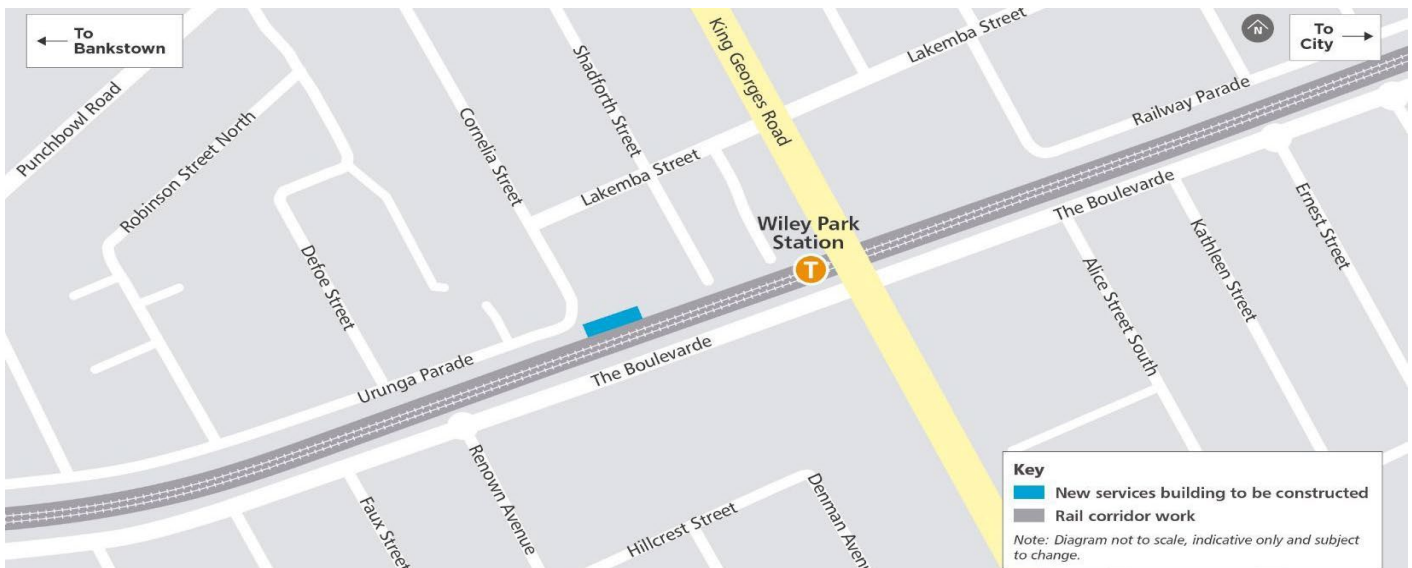 To
Bankstown
N
To
City
Punchbowl Road
Robinson Street North
Cornelia Street
Shadforth Street
King Georges Road
Lakemba Street
Railway Parade
Lakemba Street
Defoe Street
Wiley Park
Station
T
The Boulevarde
Alice Street South
Kathleen Street
Ernest Street
Urunga Parade
The Boulevarde
Faux Street
Renown Avenue
Hillcrest Street
Denman Aven
Key
New services building to be constructed
Rail corridor work
Note: Diagram not to scale, indicative only and subject
to change.